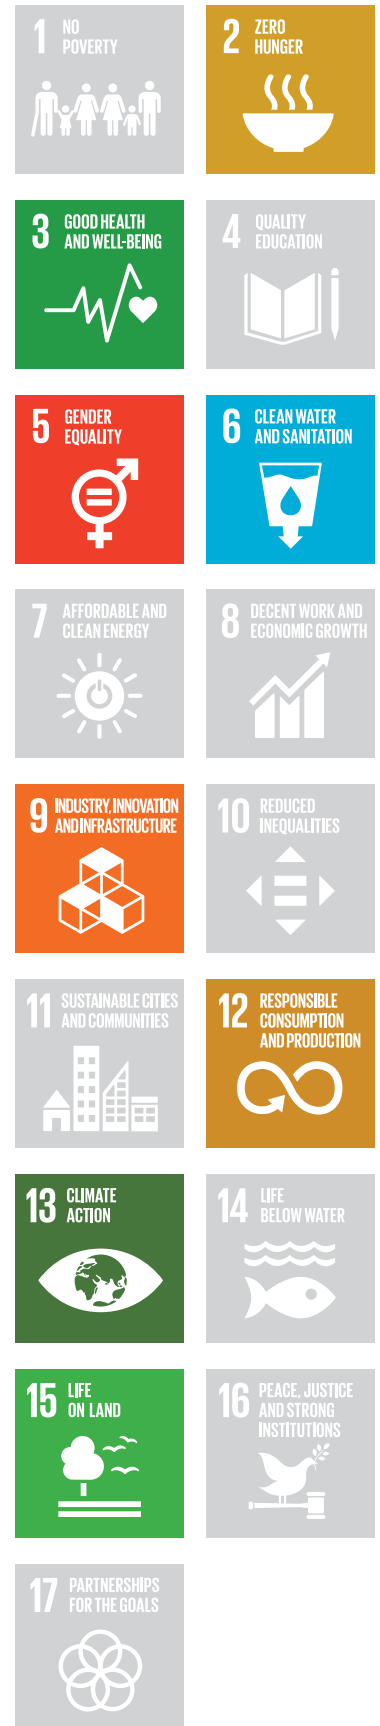 1 NO
POVERTY
2 ZERO
HUNGER
3 GOOD HEALTH
AND WELL-BEING
4 QUALITY
EDUCATION
5 GENDER
EQUALITY
6 CLEAN WATER
AND SANITATION
7 AFFORDABLE AND
CLEAN ENERGY
8 DECENT WORK AND
ECONOMIC GROWTH
9 INDUSTRY, INNOVATION
AND INFRASTRUCTURE
10 REDUCED
INEQUALITIES
11 SUSTAINABLE CITIES
AND COMMUNITIES
12 RESPONSIBLE
CONSUMPTION
AND PRODUCTION
13 CLIMATE
ACTION
14 LIFE
BELOW WATER
15 LIFE
ON LAND
16 PEACE, JUSTICE
AND STRONG
INSTITUTIONS
17 PARTNERSHIPS
FOR THE GOALS